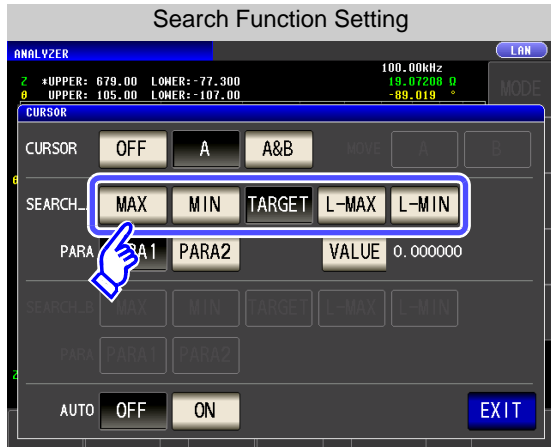 Search Function Setting
ANALYZER LAN
100.00kHz
Z *UPPER: 679.00 LOWER:-77.300 19.07208 Ω
θ UPPER: 105.00 LOWER:-107.00 -89.019 °
MODE
CURSOR
CURSOR OFF A A&B MOVE A B
θ
SEARCH_ MAX MIN TARGET L-MAX L-MIN
PARA PARA1 PARA2 VALUE 0.000000
SEARCH_B MAX MIN TARGET L-MAX L-MIN
PARA PARA1 PARA2
Z
AUTO OFF ON EXIT